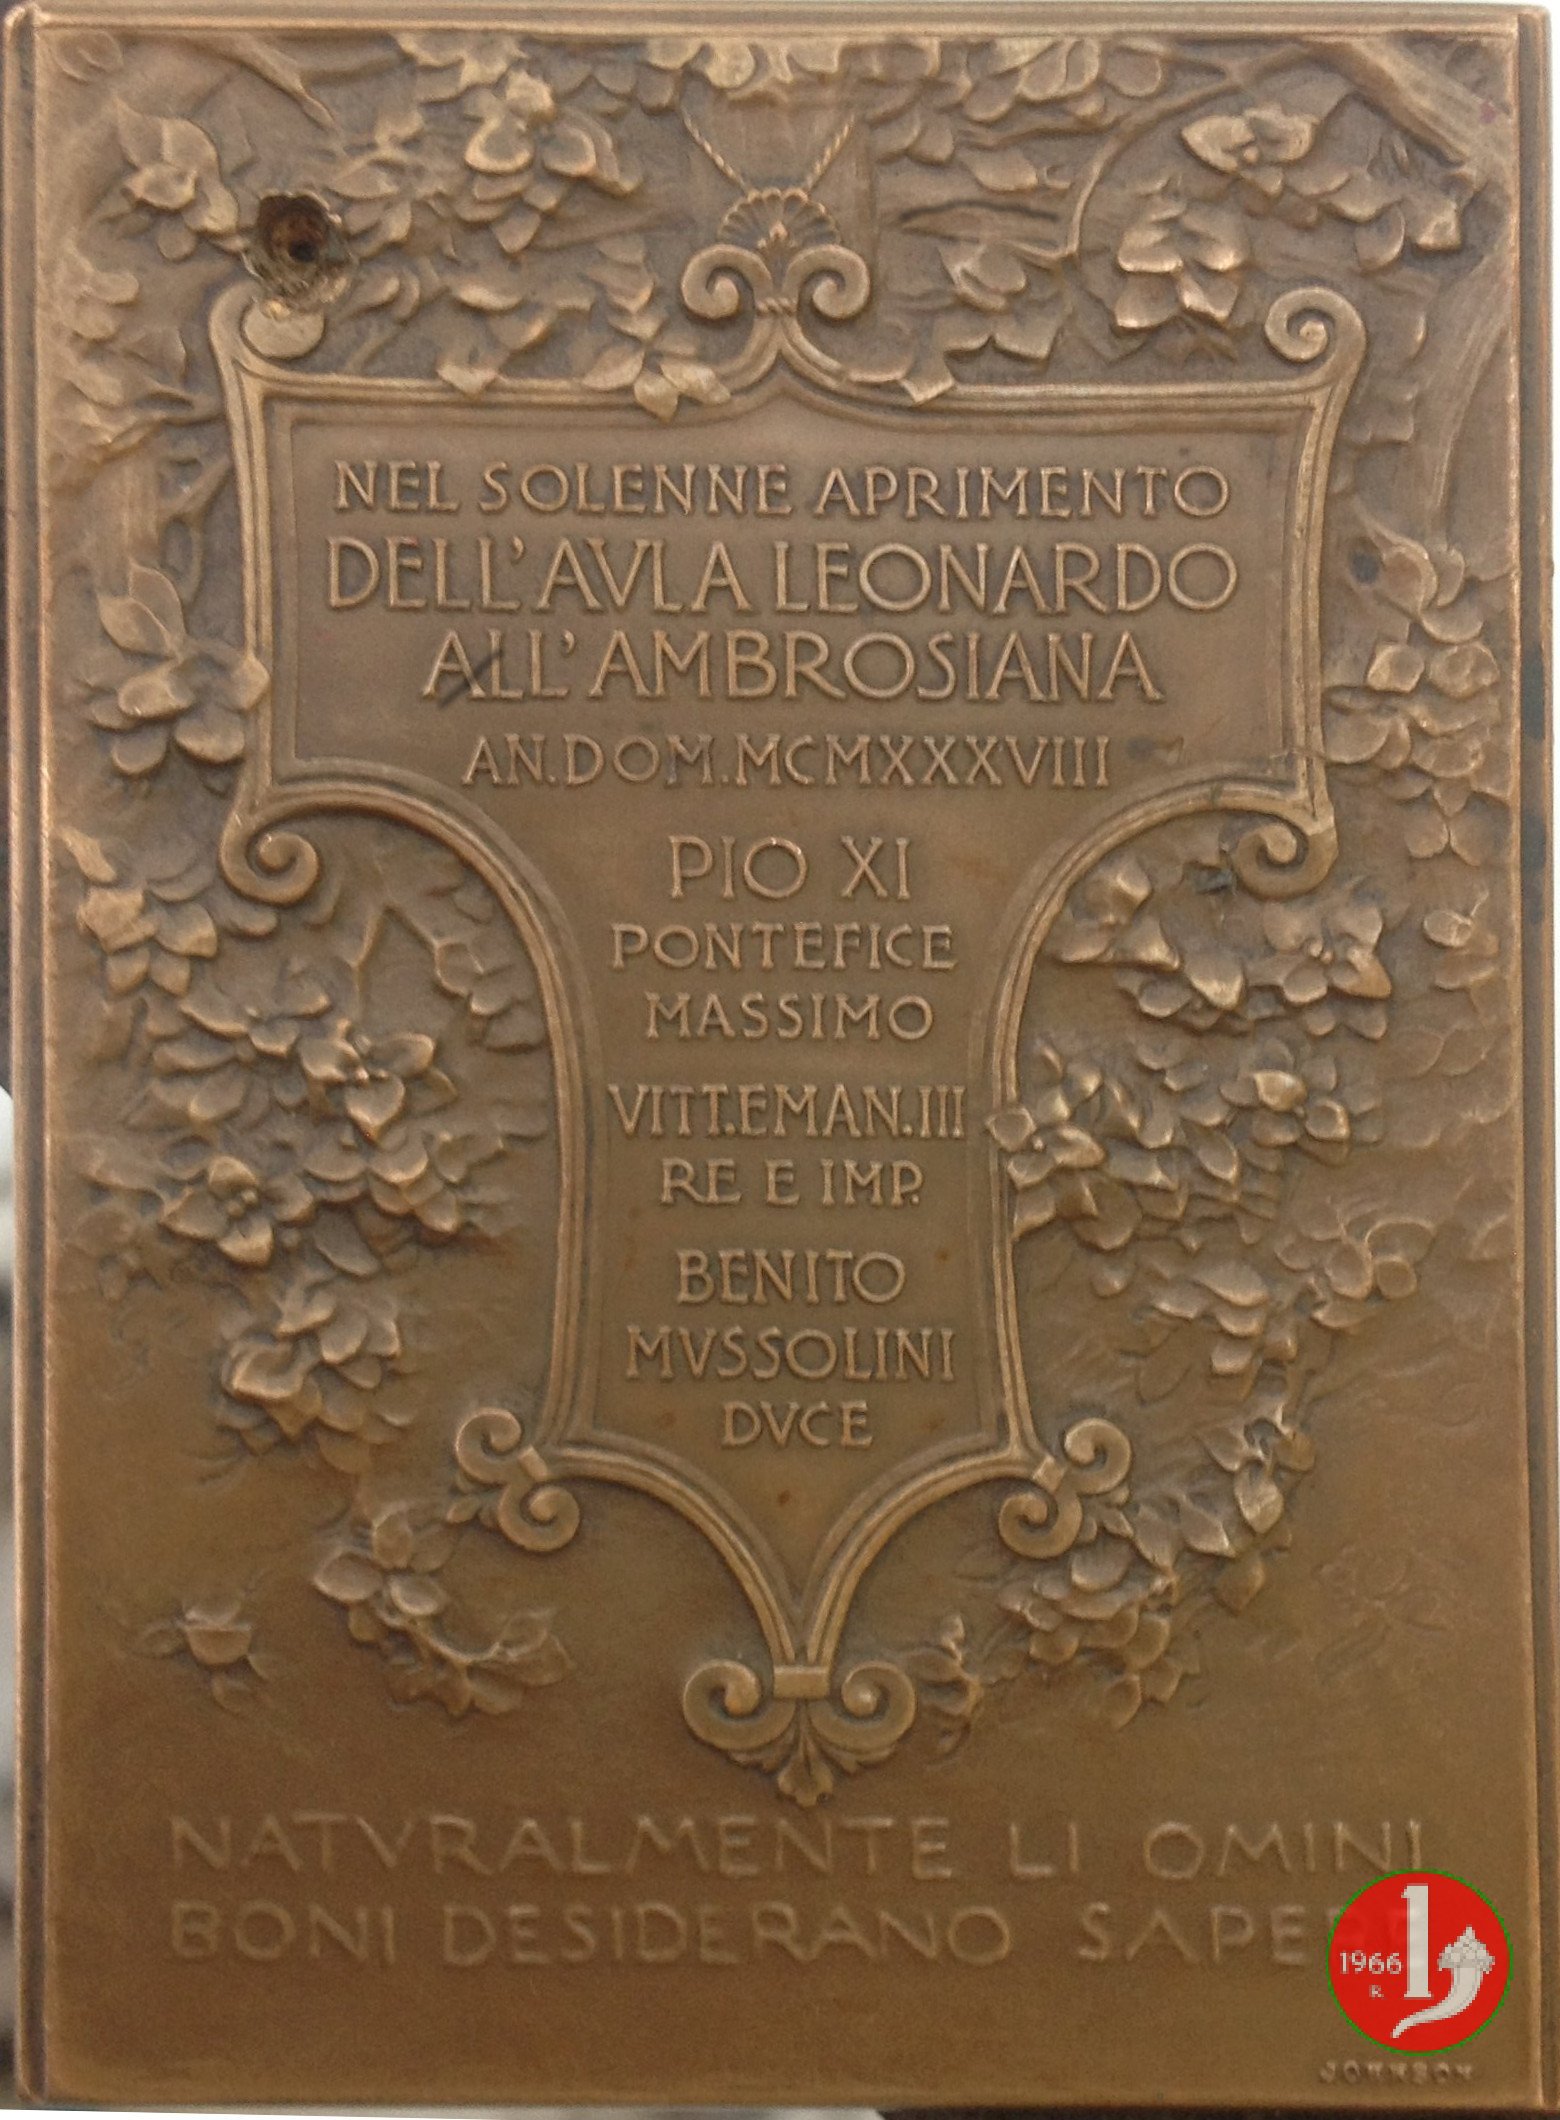 NEL SOLENNE APRIMENTO
DELL'AVLA LEONARDO
ALL'AMBROSIANA
AN.DOM.MCMXXXVIII
PIO XI
PONTEFICE
MASSIMO
VITT.EMAN.III
RE E IMP.
BENITO
MVSSOLINI
DVCE
NATVRALMENTE LI OMINI
BONI DESIDERANO SAPERE
1966
R
JOHNSON